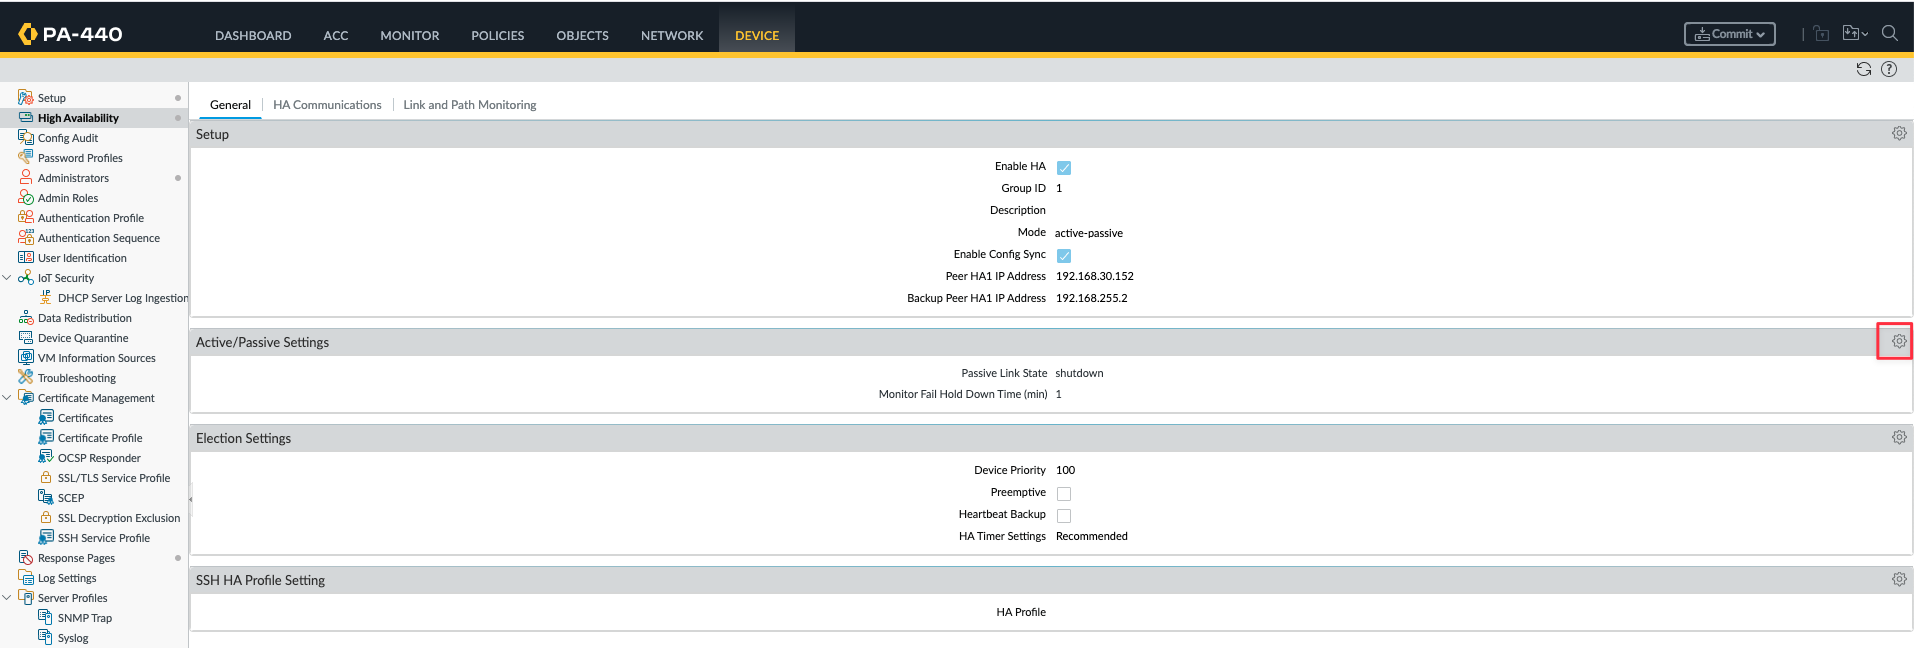 PA-440
DASHBOARD ACC MONITOR POLICIES OBJECTS NETWORK DEVICE
Commit
Setup
High Availability
Config Audit
Password Profiles
Administrators
Admin Roles
Authentication Profile
Authentication Sequence
User Identification
IoT Security
DHCP Server Log Ingestion
Data Redistribution
Device Quarantine
VM Information Sources
Troubleshooting
Certificate Management
Certificates
Certificate Profile
OCSP Responder
SSL/TLS Service Profile
SCEP
SSL Decryption Exclusion
SSH Service Profile
Response Pages
Log Settings
Server Profiles
SNMP Trap
Syslog
General HA Communications Link and Path Monitoring
Setup
Enable HA
Group ID 1
Description
Mode active-passive
Enable Config Sync
Peer HA1 IP Address 192.168.30.152
Backup Peer HA1 IP Address 192.168.255.2
Active/Passive Settings
Passive Link State shutdown
Monitor Fail Hold Down Time (min) 1
Election Settings
Device Priority 100
Preemptive
Heartbeat Backup
HA Timer Settings Recommended
SSH HA Profile Setting
HA Profile